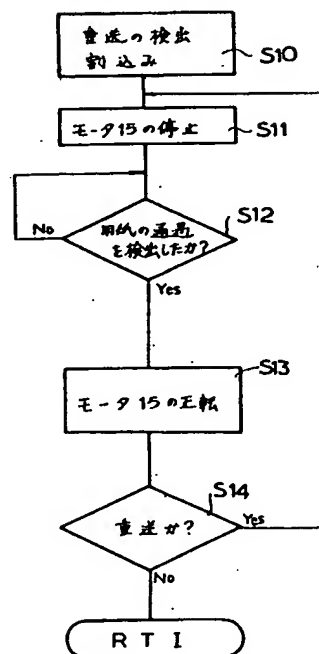 重送の検出
割込み
S10
モータ15の停止
S11
用紙の通過
を検出したか?
S12
No
Yes
モータ15の正転
S13
重送か?
S14
Yes
No
RTI